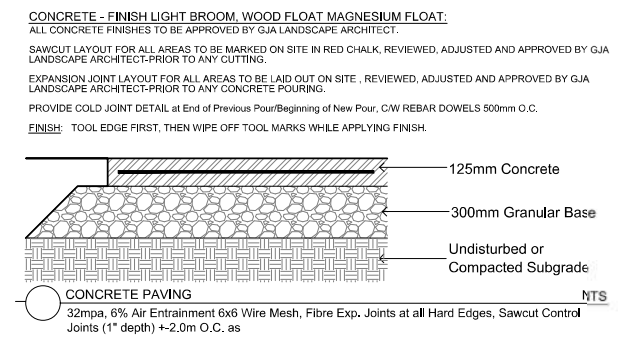 CONCRETE - FINISH LIGHT BROOM, WOOD FLOAT MAGNESIUM FLOAT:
ALL CONCRETE FINISHES TO BE APPROVED BY GJA LANDSCAPE ARCHITECT.
SAWCUT LAYOUT FOR ALL AREAS TO BE MARKED ON SITE IN RED CHALK, REVIEWED, ADJUSTED AND APPROVED BY GJA
LANDSCAPE ARCHITECT-PRIOR TO ANY CUTTING.
EXPANSION JOINT LAYOUT FOR ALL AREAS TO BE LAID OUT ON SITE , REVIEWED, ADJUSTED AND APPROVED BY GJA
LANDSCAPE ARCHITECT-PRIOR TO ANY CONCRETE POURING.
PROVIDE COLD JOINT DETAIL at End of Previous Pour/Beginning of New Pour, C/W REBAR DOWELS 500mm O.C.
FINISH: TOOL EDGE FIRST, THEN WIPE OFF TOOL MARKS WHILE APPLYING FINISH.
125mm Concrete
300mm Granular Base
Undisturbed or
Compacted Subgrade
CONCRETE PAVING NTS
32mpa, 6% Air Entrainment 6x6 Wire Mesh, Fibre Exp. Joints at all Hard Edges, Sawcut Control
Joints (1" depth) +-2.0m O.C. as